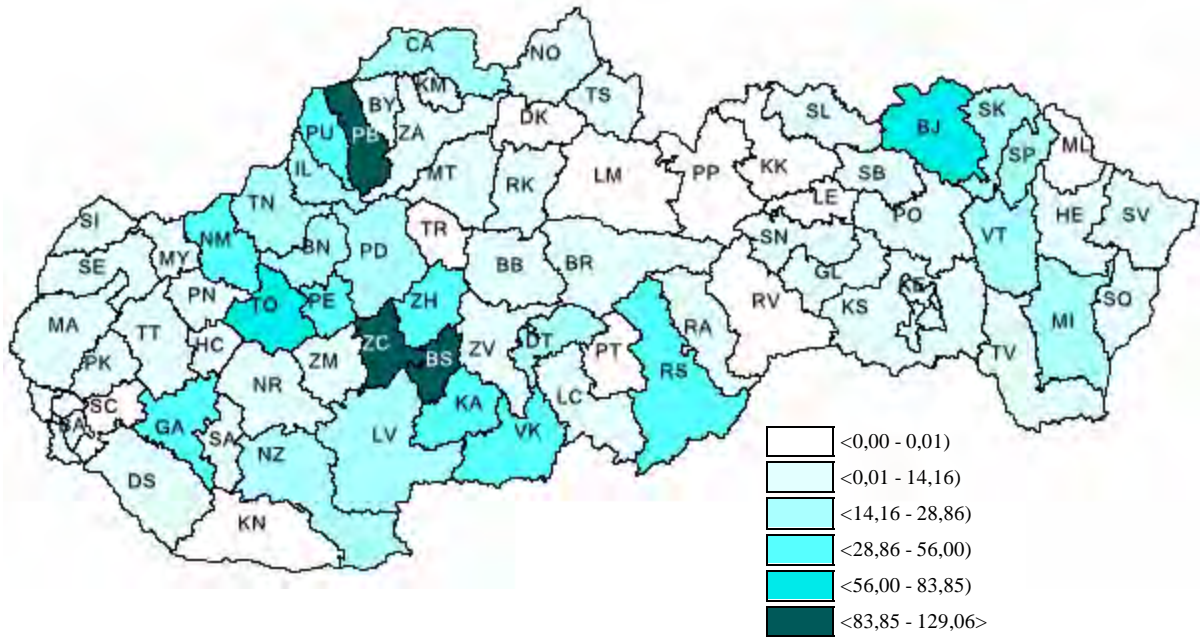 CA
NO
KM
TS
BY
PU
PB
ZA
DK
SL
BJ
SK
SP
ML
IL
MT
RK
LM
PP
KK
SB
LE
TN
TR
PO
HE
SV
SI
NM
BN
PD
BB
BR
SN
VT
SE
MY
GL
PN
TO
PE
ZH
KS
KE
SO
MA
TT
RV
MI
HC
ZC
BS
ZV
DT
PT
RA
TV
PK
ZM
RS
NR
LC
SC
BA
GA
SA
KA
VK
LV
NZ
DS
KN
<0,00 - 0,01)
<0,01 - 14,16)
<14,16 - 28,86)
<28,86 - 56,00)
<56,00 - 83,85)
<83,85 - 129,06>